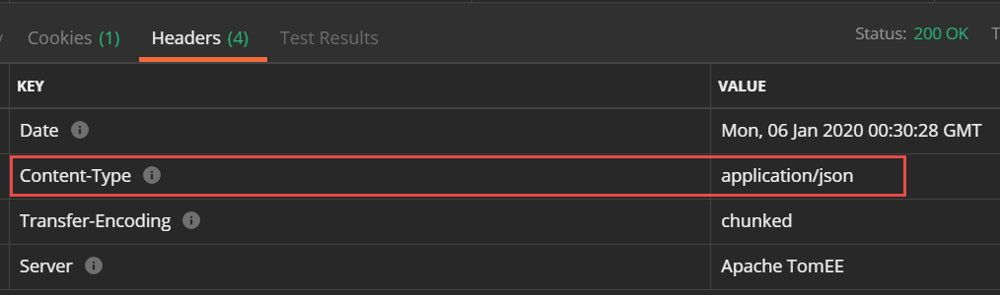 Cookies (1) Headers (4) Test Results Status: 200 OK
KEY VALUE
Date Mon, 06 Jan 2020 00:30:28 GMT
Content-Type application/json
Transfer-Encoding chunked
Server Apache TomEE